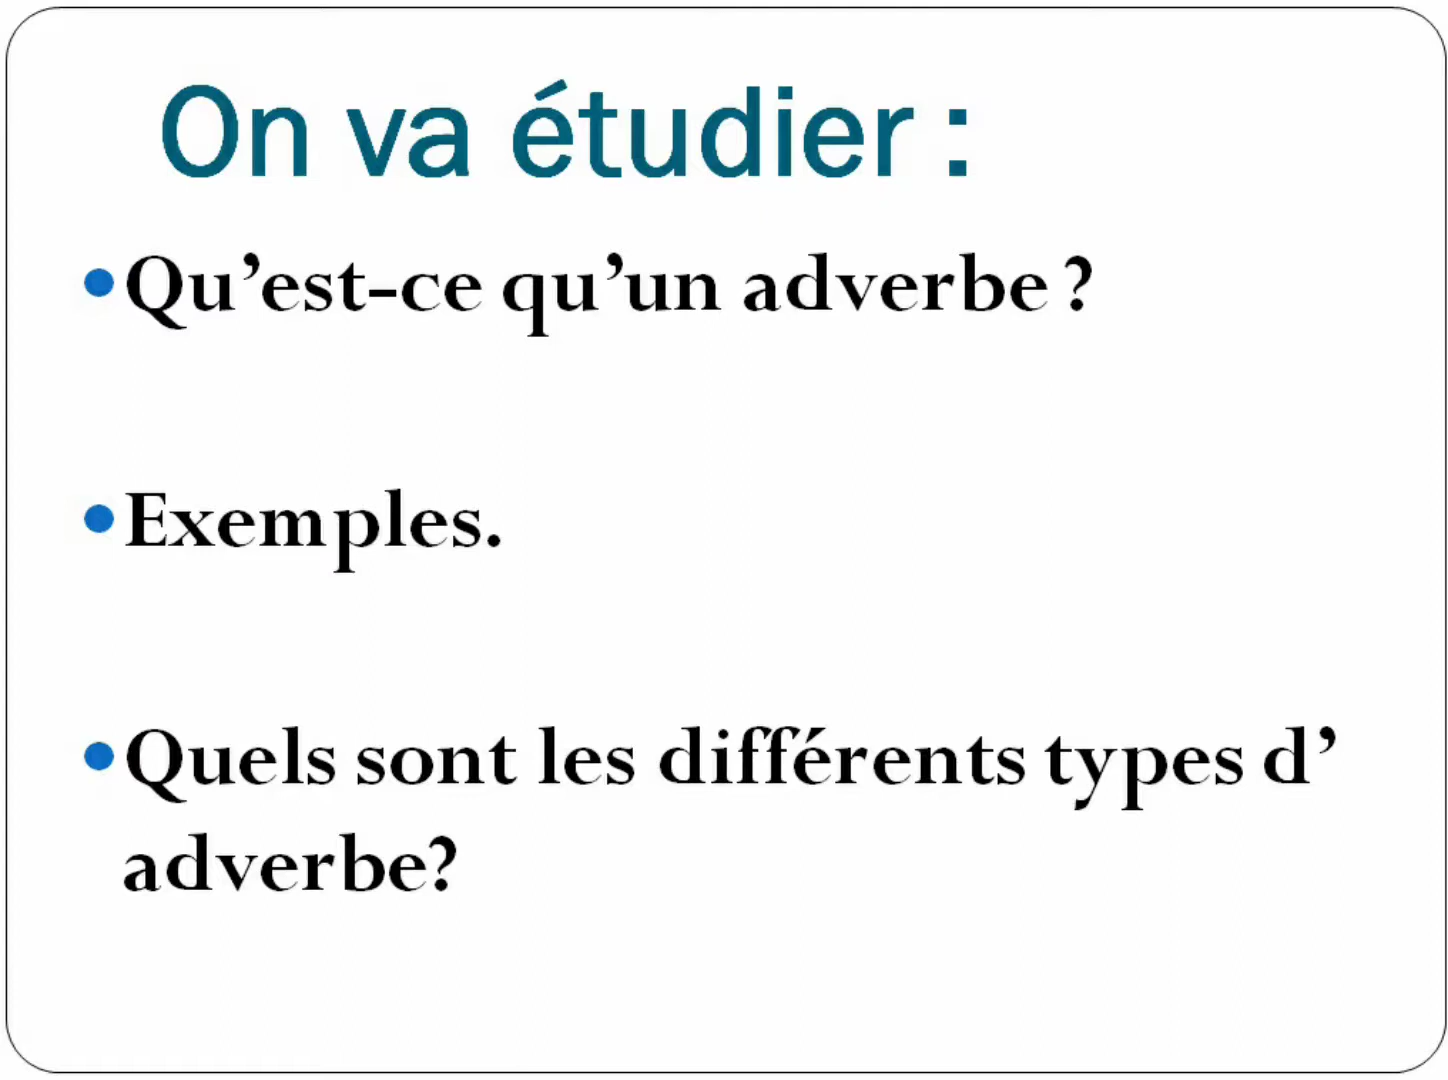 On va étudier :
Qu’est-ce qu’un adverbe ?
Exemples.
Quels sont les différents types d’
adverbe?